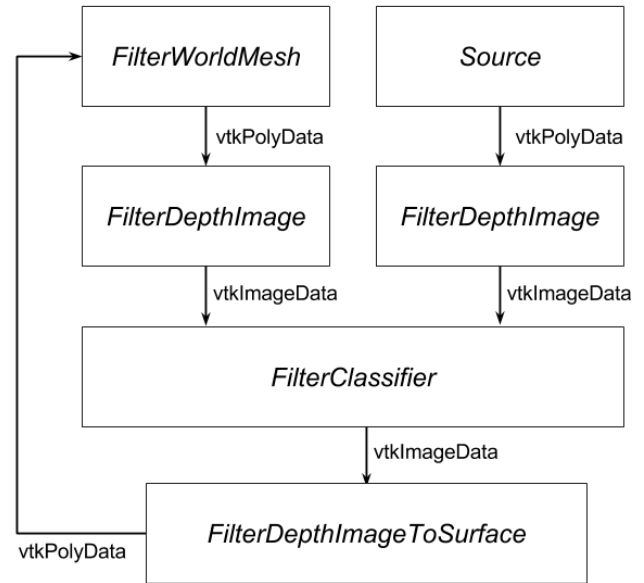 FilterWorldMesh
Source
vtkPolyData
vtkPolyData
FilterDepthImage
FilterDepthImage
vtkImageData
vtkImageData
FilterClassifier
vtkImageData
FilterDepthImageToSurface
vtkPolyData